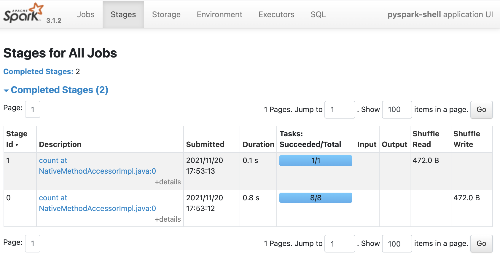 APACHE
Spark 3.1.2 Jobs Stages Storage Environment Executors SQL pyspark-shell application UI
Stages for All Jobs
Completed Stages: 2
Completed Stages (2)
Page: 1 1 Pages. Jump to 1 . Show 100 items in a page. Go
Stage Id Description Submitted Duration Tasks: Succeeded/Total Input Output Shuffle Read Shuffle Write
1 count at NativeMethodAccessorImpl.java:0 +details 2021/11/20 17:53:13 0.1 s 1/1 472.0 B
0 count at NativeMethodAccessorImpl.java:0 +details 2021/11/20 17:53:12 0.8 s 8/8 472.0 B
Page: 1 1 Pages. Jump to 1 . Show 100 items in a page. Go